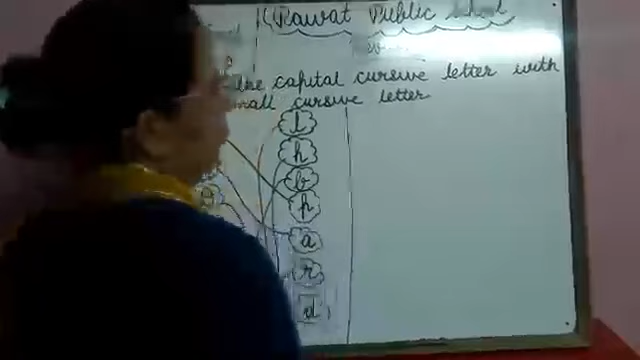 Rawat Public School
the capital cursive letter with
small cursive letter
l
h
b
p
a
r
d